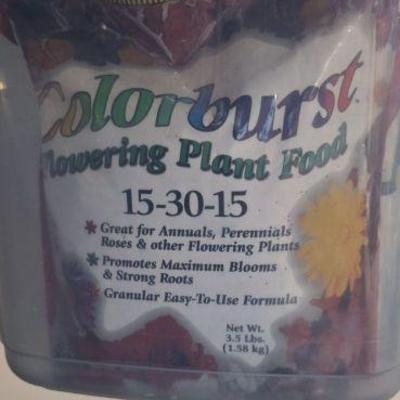 Colorburst
Flowering Plant Food
15-30-15
* Great for Annuals, Perennials
Roses & other Flowering Plants
* Promotes Maximum Blooms
& Strong Roots
* Granular Easy-To-Use Formula
Net Wt.
3.5 Lbs.
(1.58 kg)